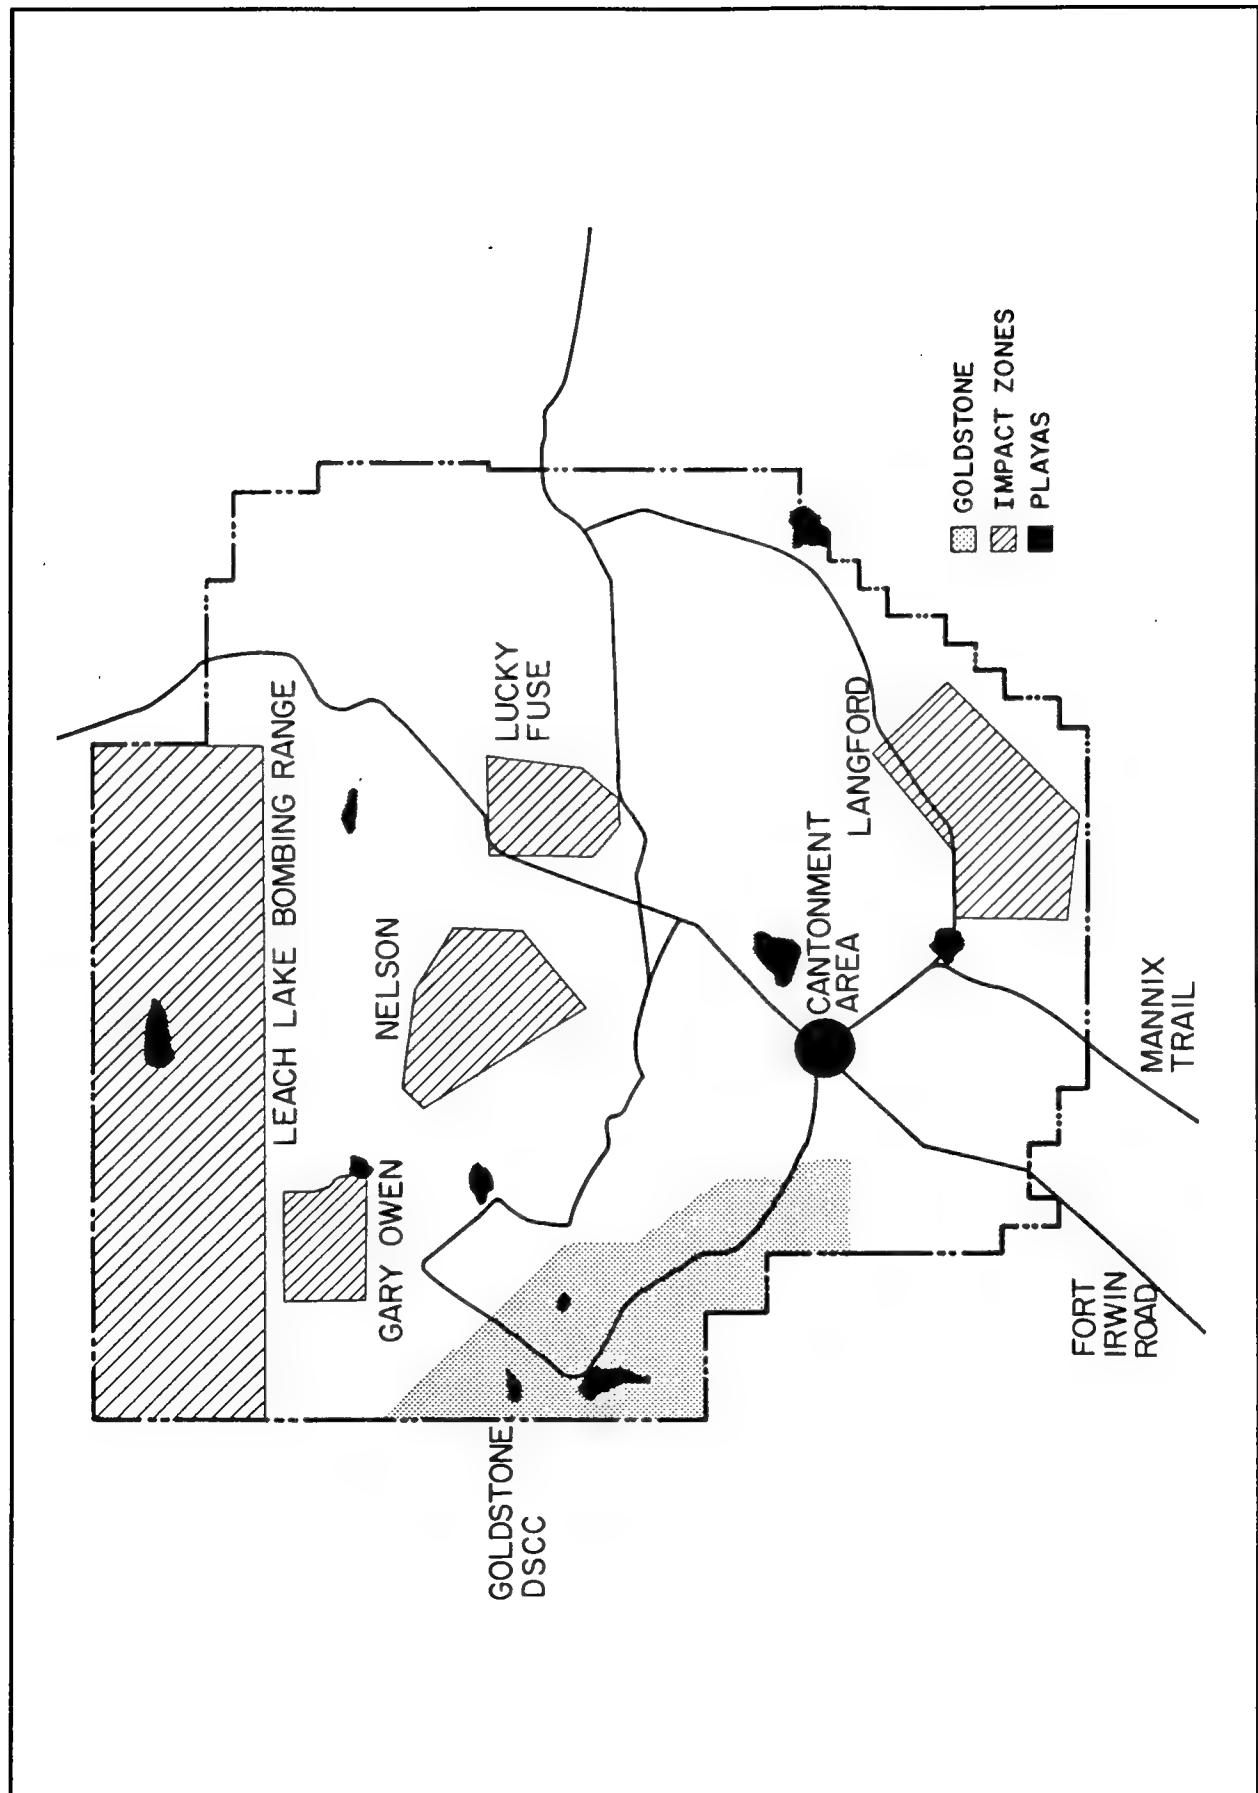 LEACH LAKE BOMBING RANGE
GARY OWEN
NELSON
LUCKY
FUSE
GOLDSTONE
DSCC
CANTONMENT
AREA
LANGFORD
FORT
IRWIN
ROAD
MANNIX
TRAIL
GOLDSTONE
IMPACT ZONES
PLAYAS